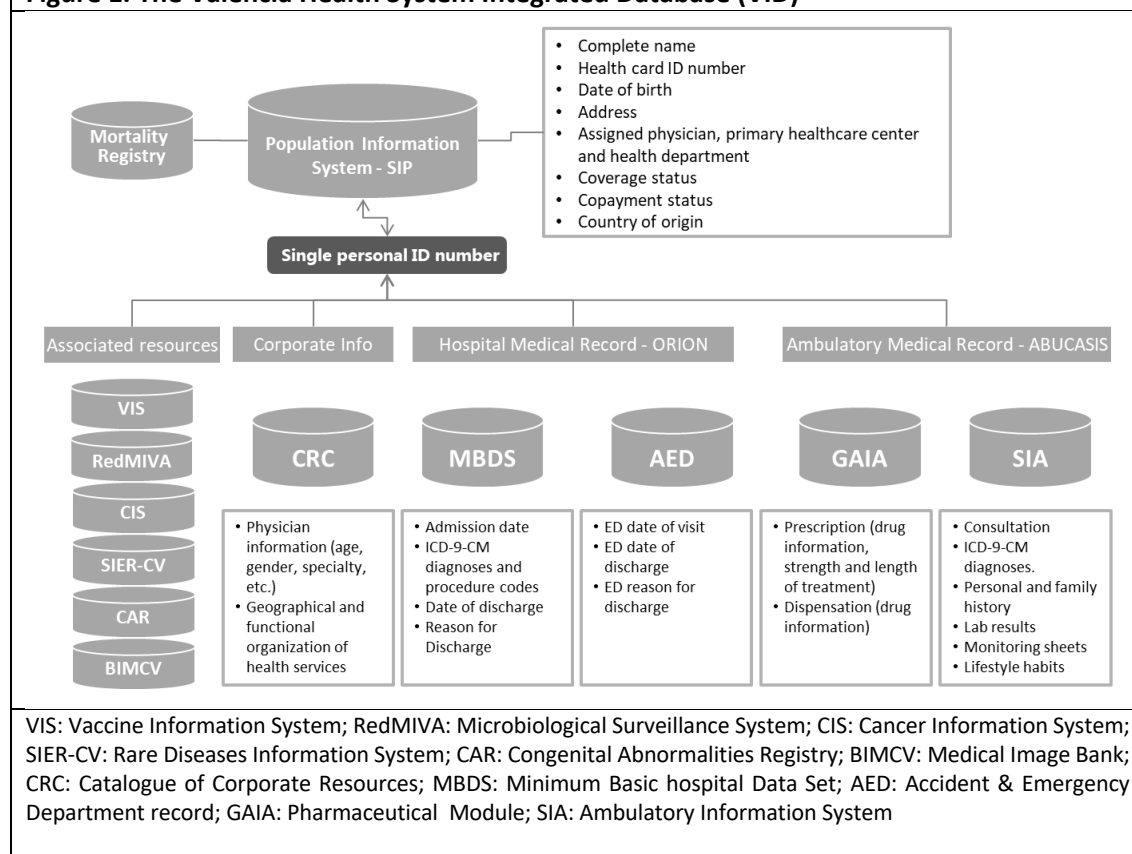 Figure 1. The Valencia Health System Integrated Database (VID)
• Complete name
• Health card ID number
• Date of birth
• Address
• Assigned physician, primary healthcare center
and health department
• Coverage status
• Copayment status
• Country of origin
Mortality
Registry
Population Information
System - SIP
Single personal ID number
Associated resources
Corporate Info
Hospital Medical Record - ORION
Ambulatory Medical Record - ABUCASIS
VIS
RedMIVA
CIS
SIER-CV
CAR
BIMCV
CRC
• Physician
information (age,
gender, specialty,
etc.)
• Geographical and
functional
organization of
health services
MBDS
• Admission date
• ICD-9-CM
diagnoses and
procedure codes
• Date of discharge
• Reason for
Discharge
AED
• ED date of visit
• ED date of
discharge
• ED reason for
discharge
GAIA
• Prescription (drug
information,
strength and length
of treatment)
• Dispensation (drug
information)
SIA
• Consultation
• ICD-9-CM
diagnoses.
• Personal and family
history
• Lab results
• Monitoring sheets
• Lifestyle habits
VIS: Vaccine Information System; RedMIVA: Microbiological Surveillance System; CIS: Cancer Information System;
SIER-CV: Rare Diseases Information System; CAR: Congenital Abnormalities Registry; BIMCV: Medical Image Bank;
CRC: Catalogue of Corporate Resources; MBDS: Minimum Basic hospital Data Set; AED: Accident & Emergency
Department record; GAIA: Pharmaceutical Module; SIA: Ambulatory Information System